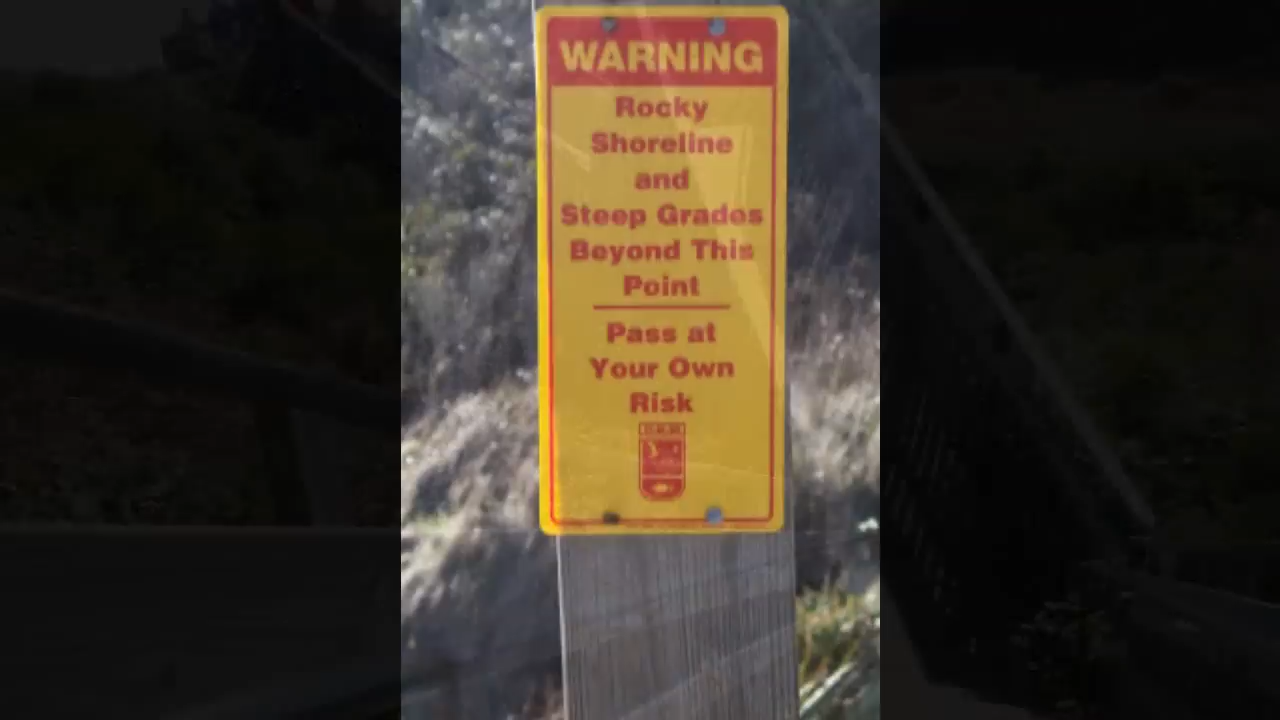 WARNING
Rocky
Shoreline
and
Steep Grades
Beyond This
Point
Pass at
Your Own
Risk